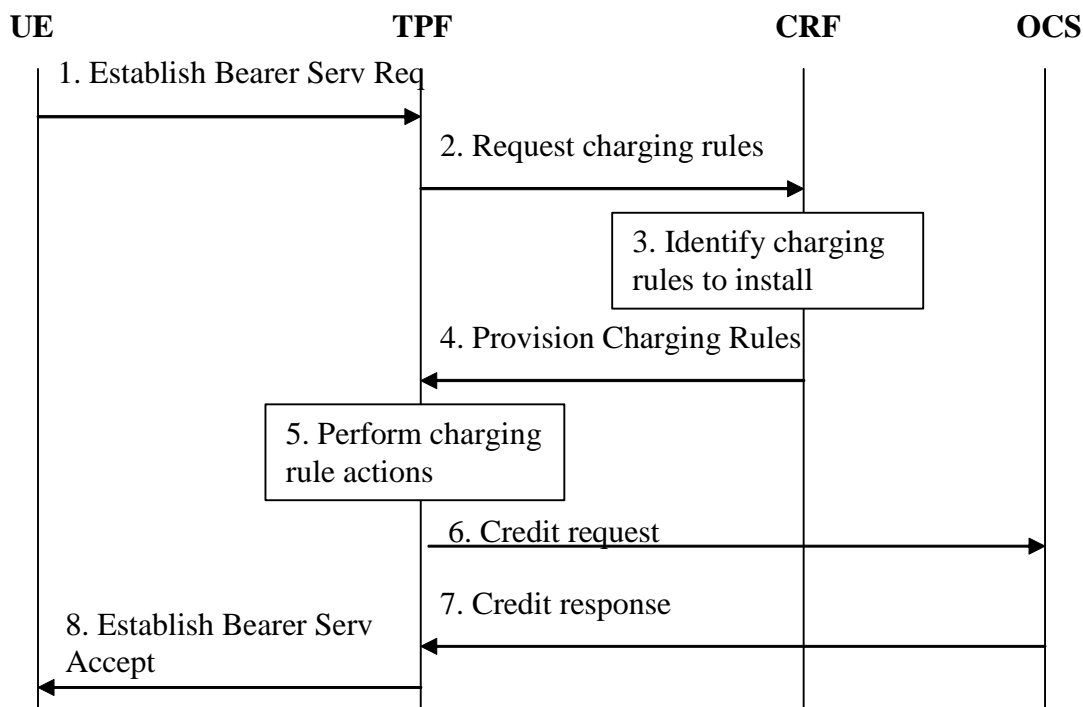 UE TPF CRF OCS
1. Establish Bearer Serv Req
2. Request charging rules
3. Identify charging
rules to install
4. Provision Charging Rules
5. Perform charging
rule actions
6. Credit request
7. Credit response
8. Establish Bearer Serv
Accept